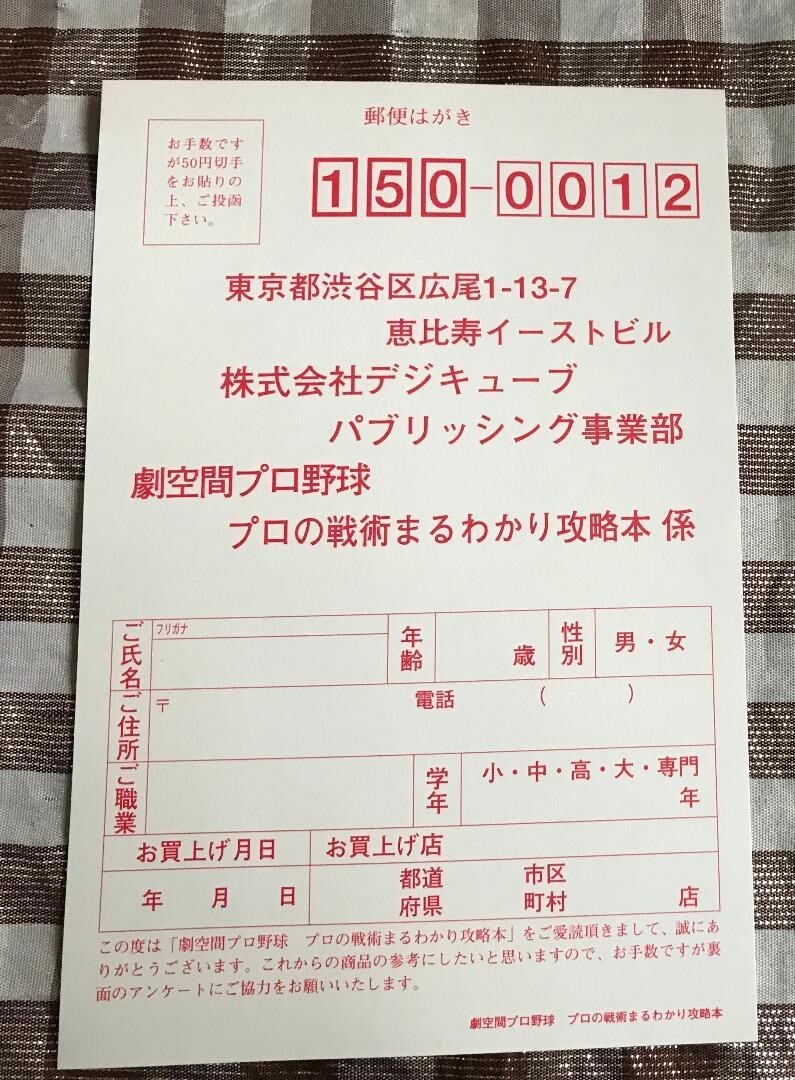 郵便はがき
お手数です
が50円切手
をお貼りの
上、ご投函
下さい。
150-0012
東京都渋谷区広尾1-13-7
恵比寿イーストビル
株式会社デジキューブ
パブリッシング事業部
劇空間プロ野球
プロの戦術まるわかり攻略本 係
ご氏名
フリガナ
年齢
歳
性別
男・女
ご住所
〒
電話 ( )
ご職業
学年
小・中・高・大・専門
年
お買上げ月日
お買上げ店
年 月 日
都道 市区
府県 町村 店
この度は「劇空間プロ野球 プロの戦術まるわかり攻略本」をご愛読頂きまして、誠にあ
りがとうございます。これからの商品の参考にしたいと思いますので、お手数ですが裏
面のアンケートにご協力をお願いいたします。
劇空間プロ野球 プロの戦術まるわかり攻略本